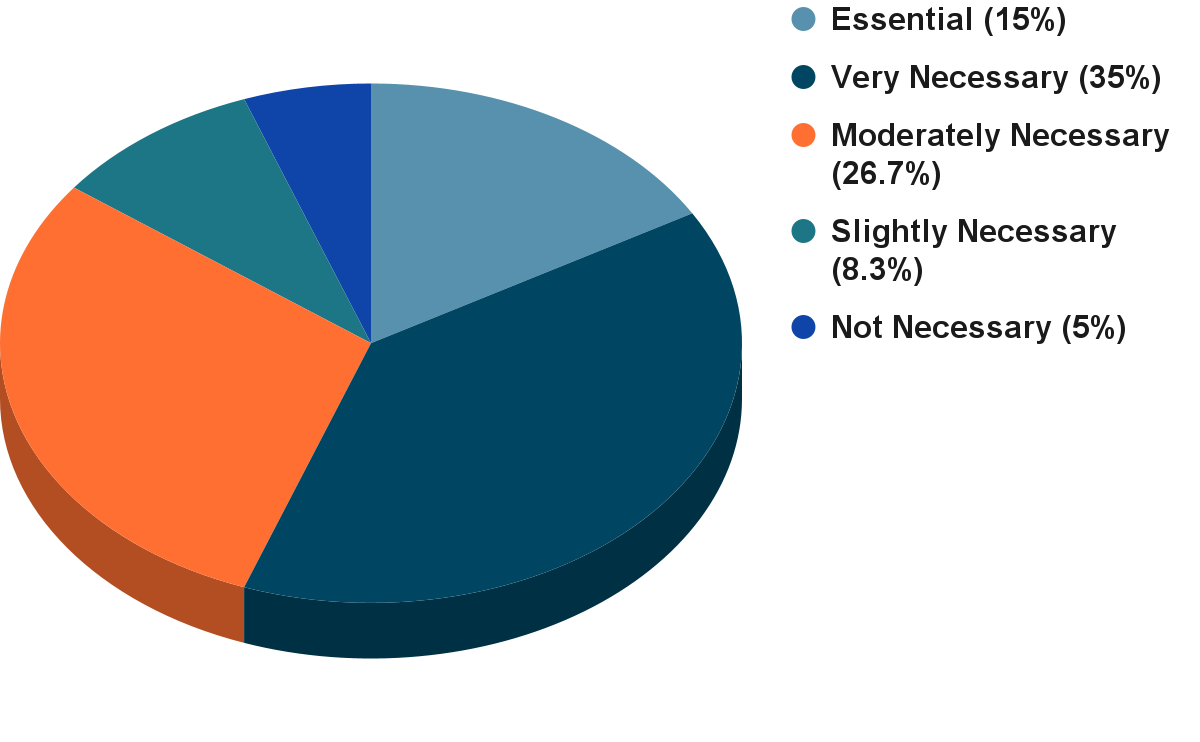 Essential (15%)
Very Necessary (35%)
Moderately Necessary
(26.7%)
Slightly Necessary
(8.3%)
Not Necessary (5%)